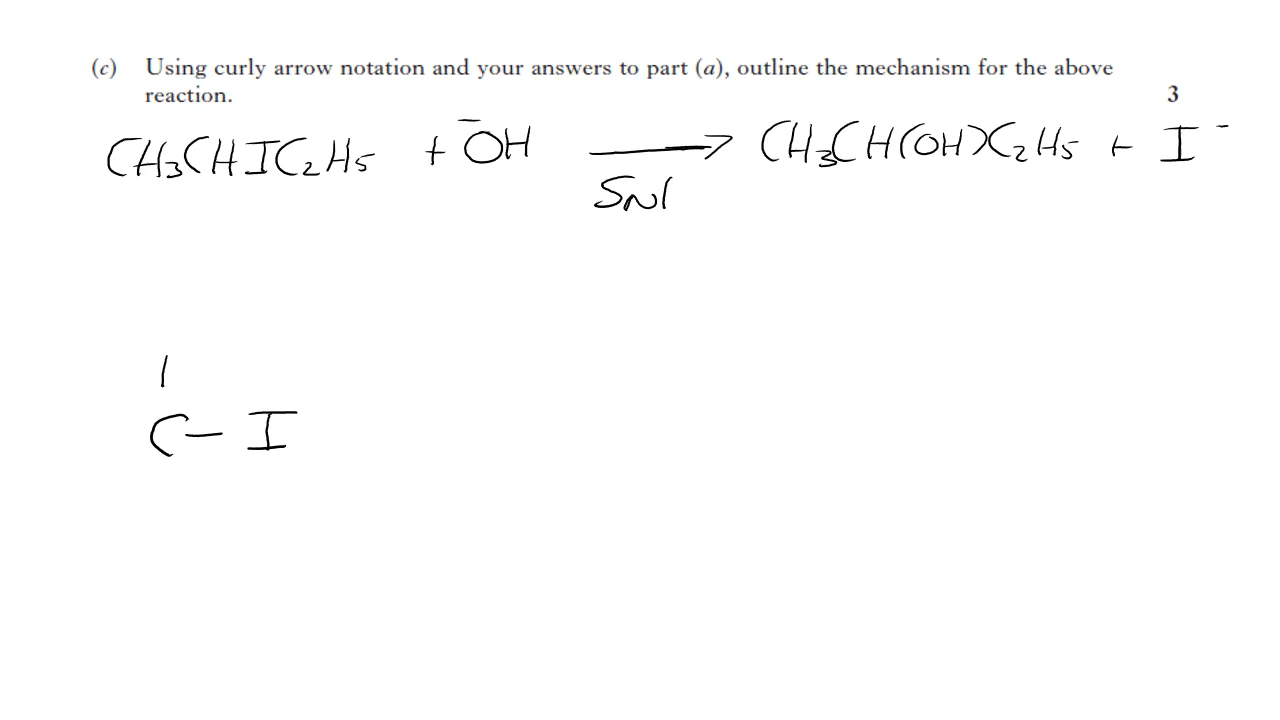 (c) Using curly arrow notation and your answers to part (a), outline the mechanism for the above
reaction. 3
CH₃CHIC₂H₅ + ⁻OH ⟶ CH₃CH(OH)C₂H₅ + I⁻
SN1
C – I